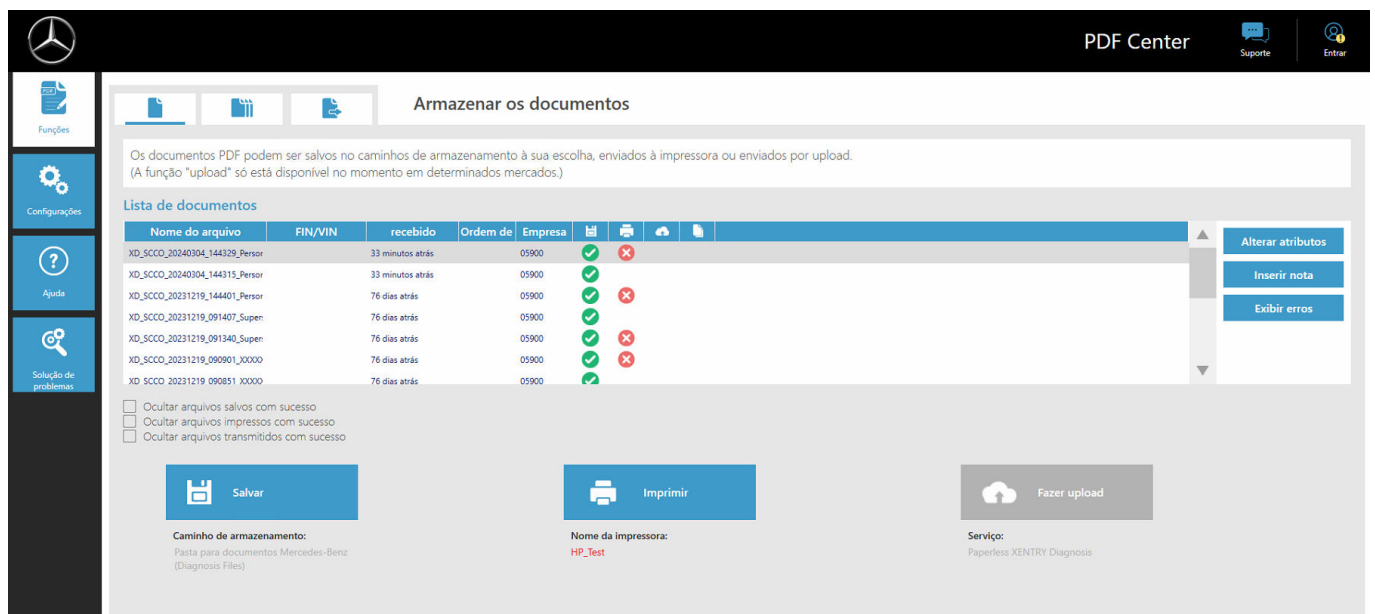 PDF Center
Suporte
Entrar
PDF
Funções
Configurações
Ajuda
Solução de
problemas
Armazenar os documentos
Os documentos PDF podem ser salvos no caminhos de armazenamento à sua escolha, enviados à impressora ou enviados por upload.
(A função "upload" só está disponível no momento em determinados mercados.)
Lista de documentos
Nome do arquivo FIN/VIN recebido Ordem de Empresa
XD_SCCO_20240304_144329_Persor 33 minutos atrás 05900
XD_SCCO_20240304_144315_Persor 33 minutos atrás 05900
XD_SCCO_20231219_144401_Persor 76 dias atrás 05900
XD_SCCO_20231219_091407_Super: 76 dias atrás 05900
XD_SCCO_20231219_091340_Super: 76 dias atrás 05900
XD_SCCO_20231219_090901_XXXXX 76 dias atrás 05900
XD_SCCO_20231219_090851_XXXXX 76 dias atrás 05900
Alterar atributos
Inserir nota
Exibir erros
Ocultar arquivos salvos com sucesso
Ocultar arquivos impressos com sucesso
Ocultar arquivos transmitidos com sucesso
Salvar
Imprimir
Fazer upload
Caminho de armazenamento:
Pasta para documentos Mercedes-Benz
(Diagnosis Files)
Nome da impressora:
HP_Test
Serviço:
Paperless XENTRY Diagnosis